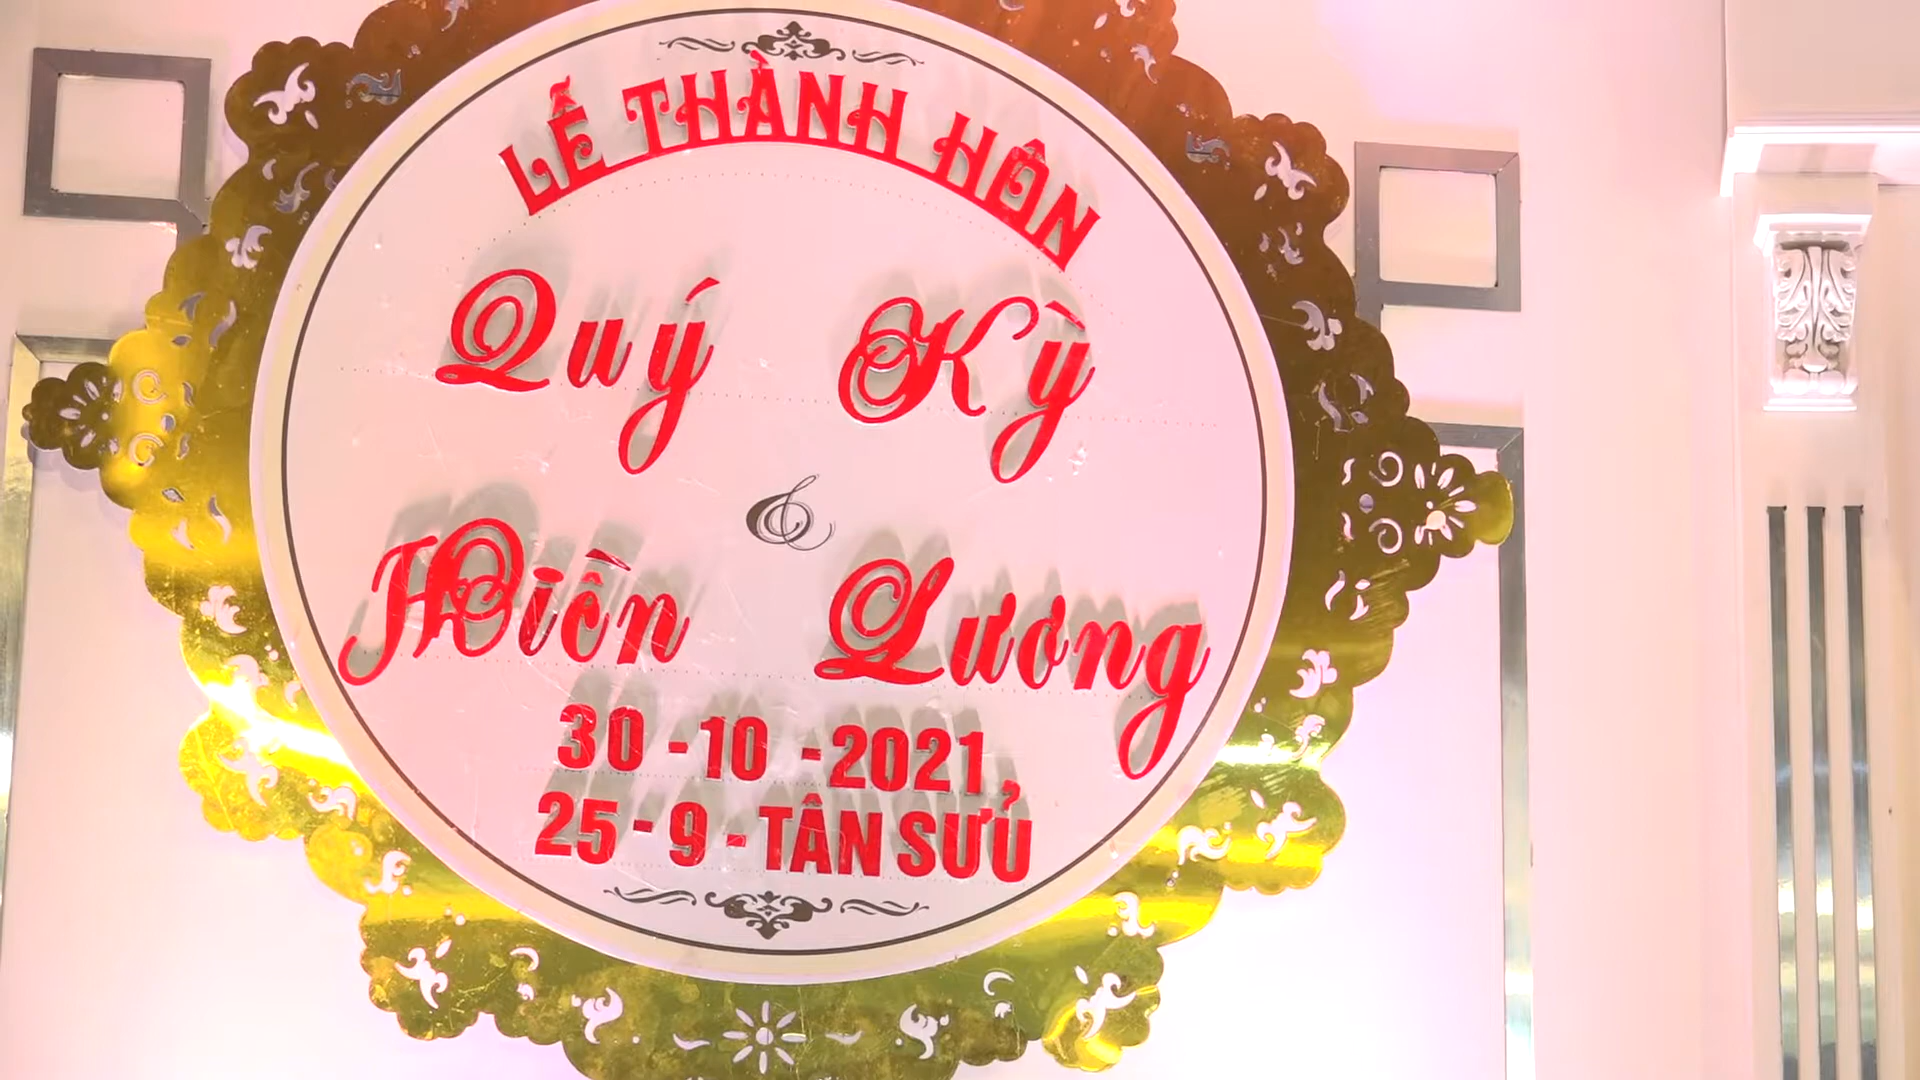 LỄ THÀNH HÔN
Quý Kỳ
&
Hiền Lương
30 - 10 - 2021,
25 - 9 - TÂN SỬU